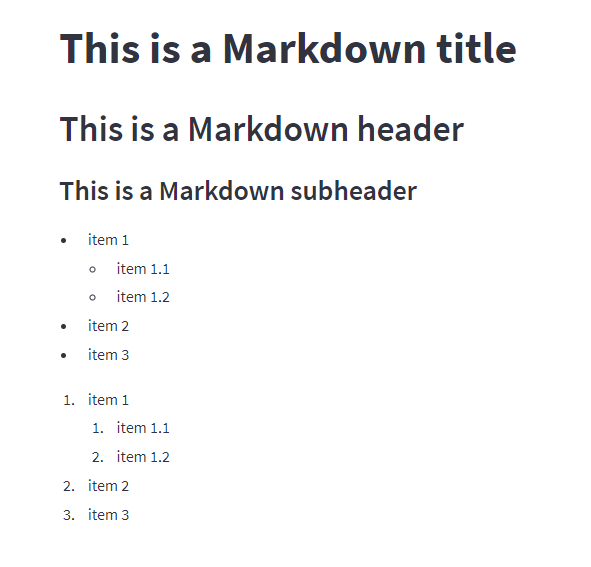 This is a Markdown title
This is a Markdown header
This is a Markdown subheader
• item 1
◦ item 1.1
◦ item 1.2
• item 2
• item 3
1. item 1
1. item 1.1
2. item 1.2
2. item 2
3. item 3